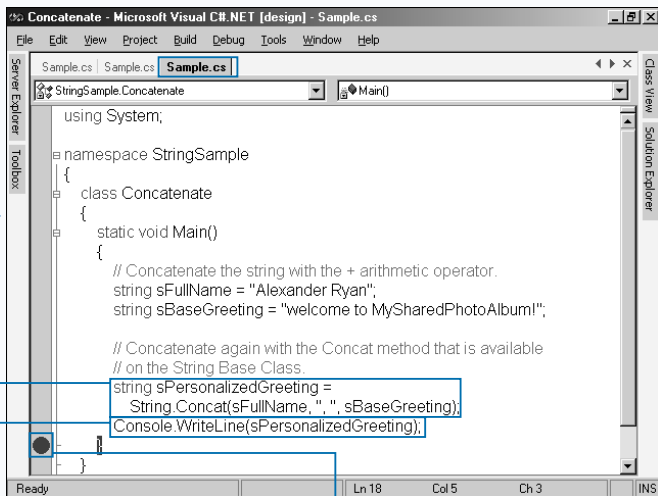 Concatenate - Microsoft Visual C#.NET [design] - Sample.cs
File Edit View Project Build Debug Tools Window Help
Server Explorer
Toolbox
Sample.cs Sample.cs Sample.cs
StringSample.Concatenate Main()
using System;
namespace StringSample
{
class Concatenate
{
static void Main()
{
// Concatenate the string with the + arithmetic operator.
string sFullName = "Alexander Ryan";
string sBaseGreeting = "welcome to MySharedPhotoAlbum!";
// Concatenate again with the Concat method that is available
// on the String Base Class.
string sPersonalizedGreeting =
String.Concat(sFullName, ", ", sBaseGreeting);
Console.WriteLine(sPersonalizedGreeting);
}
}
Class View
Solution Explorer
Ready Ln 18 Col 5 Ch 3 INS